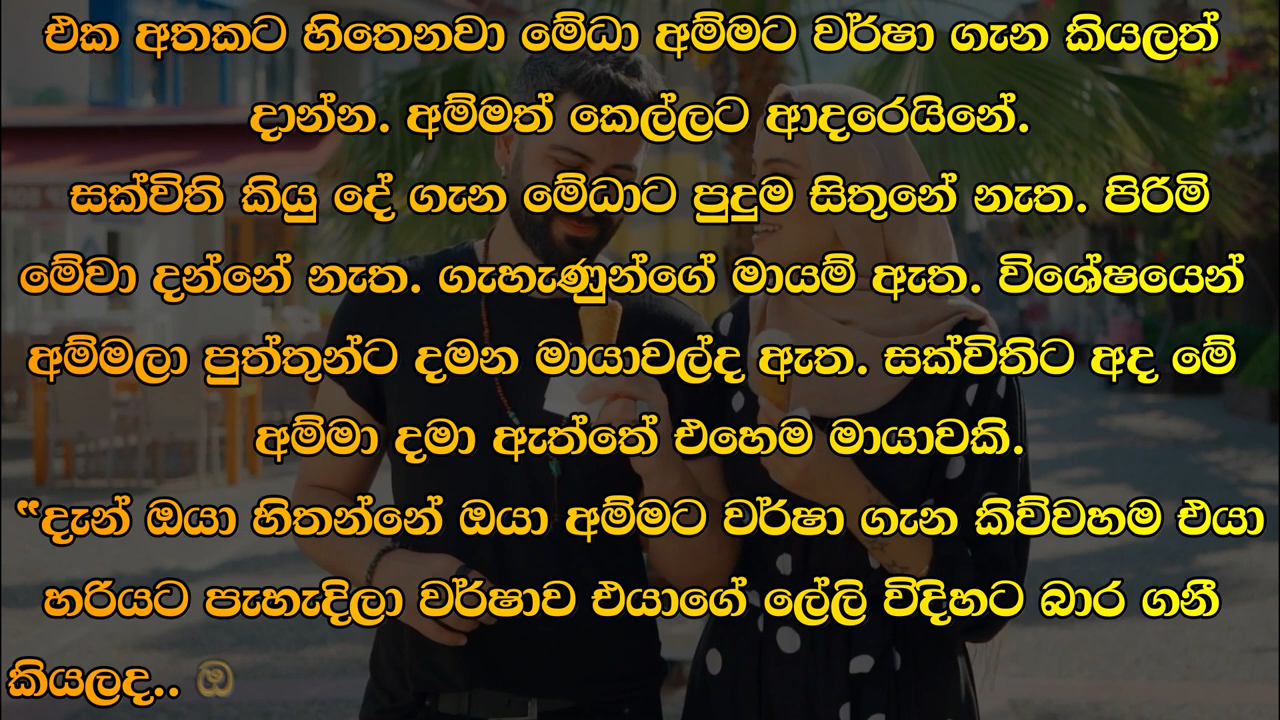 එක අතකට හිතෙනවා මේධා අම්මට වර්ෂා ගැන කියලත්
දාන්න. අම්මත් කෙල්ලට ආදරෙයිනේ.
සක්විති කියු දේ ගැන මේධාට පුදුම සිතුනේ නැත. පිරිමි
මේවා දන්නේ නැත. ගැහැණුන්ගේ මායම් ඇත. විශේෂයෙන්
අම්මලා පුත්තුන්ට දමන මායාවල්ද ඇත. සක්විතිට අද මේ
අම්මා දමා ඇත්තේ එහෙම මායාවකි.
“දැන් ඔයා හිතන්නේ ඔයා අම්මට වර්ෂා ගැන කිව්වහම එයා
හරියට පැහැදිලා වර්ෂාව එයාගේ ලේලි විදිහට බාර ගනී
කියලද.. ඔ